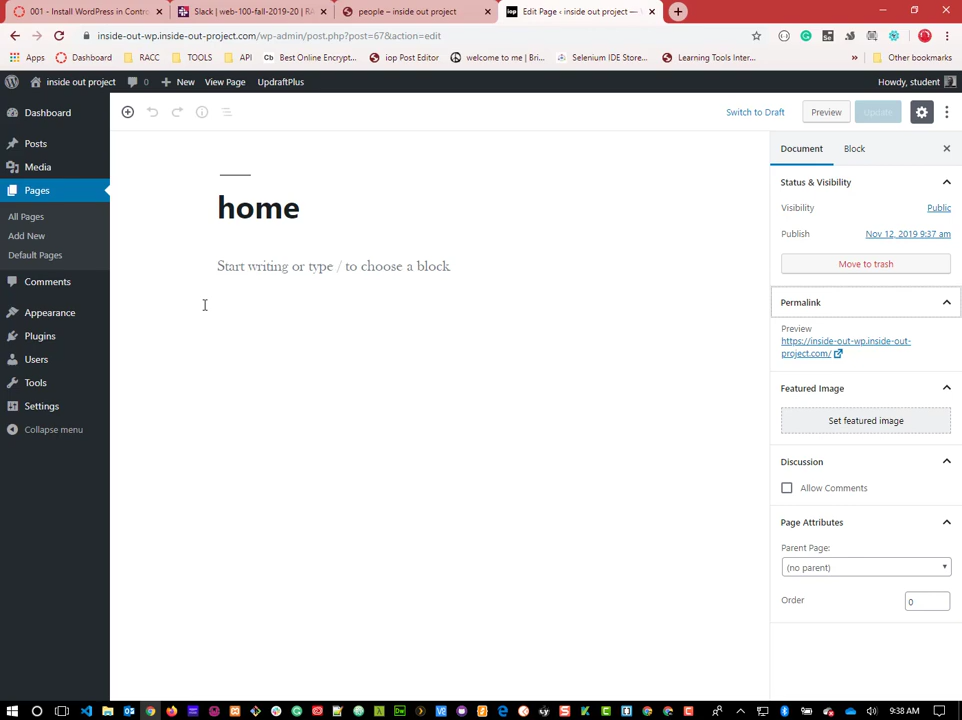 001 - Install WordPress in Contro
Slack | web-100-fall-2019-20 | RA
people – inside out project
Edit Page ‹ inside out project —
inside-out-wp.inside-out-project.com/wp-admin/post.php?post=67&action=edit
Apps
Dashboard
RACC
TOOLS
API
Best Online Encrypt...
iop Post Editor
welcome to me | Bri...
Selenium IDE Store...
Learning Tools Inter...
»
Other bookmarks
inside out project
0
New
View Page
UpdraftPlus
Howdy, student
Dashboard
Posts
Media
Pages
All Pages
Add New
Default Pages
Comments
Appearance
Plugins
Users
Tools
Settings
Collapse menu
Switch to Draft
Preview
Update
home
Start writing or type / to choose a block
Document
Block
Status & Visibility
Visibility
Public
Publish
Nov 12, 2019 9:37 am
Move to trash
Permalink
Preview
https://inside-out-wp.inside-out-
project.com/
Featured Image
Set featured image
Discussion
Allow Comments
Page Attributes
Parent Page:
(no parent)
Order
0
9:38 AM